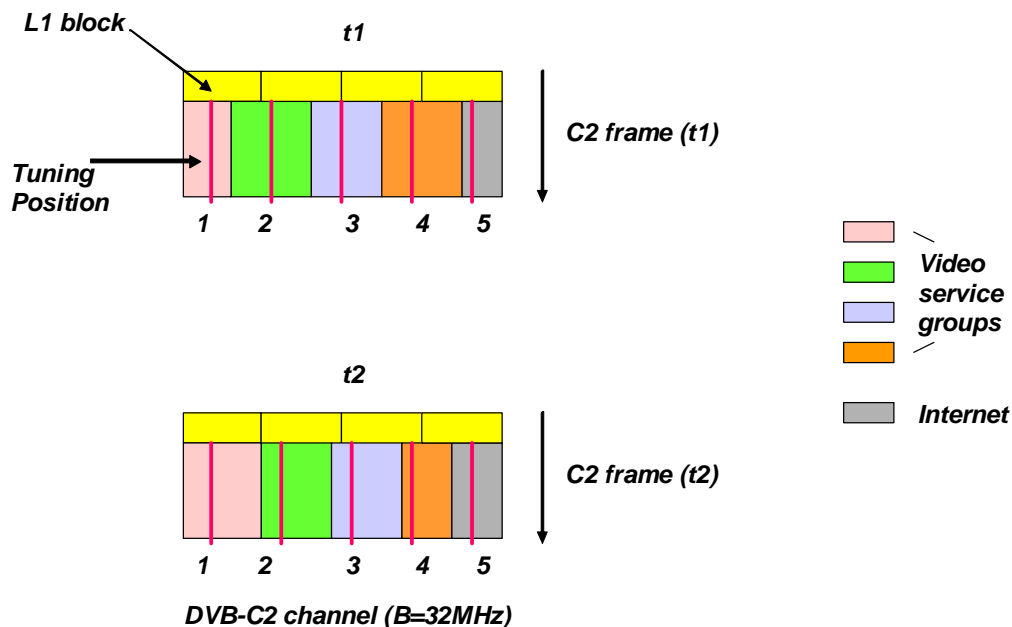 L1 block
t1
C2 frame (t1)
Tuning
Position
1 2 3 4 5
Video
service
groups
Internet
t2
C2 frame (t2)
1 2 3 4 5
DVB-C2 channel (B=32MHz)